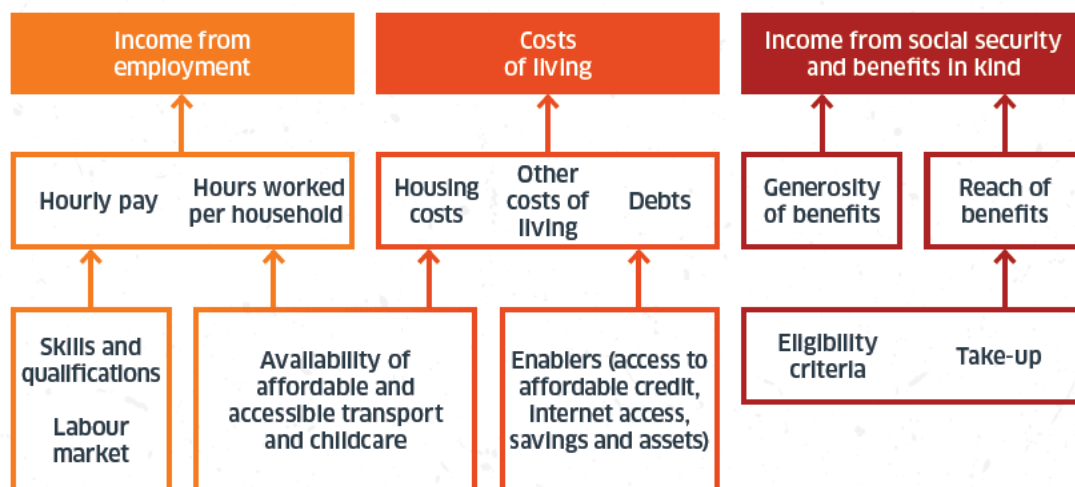 Income from
employment
Costs
of living
Income from social security
and benefits in kind
Hourly pay
Hours worked
per household
Housing
costs
Other
costs of
living
Debts
Generosity
of benefits
Reach of
benefits
Skills and
qualifications
Labour
market
Availability of
affordable and
accessible transport
and childcare
Enablers (access to
affordable credit,
internet access,
savings and assets)
Eligibility
criteria
Take-up